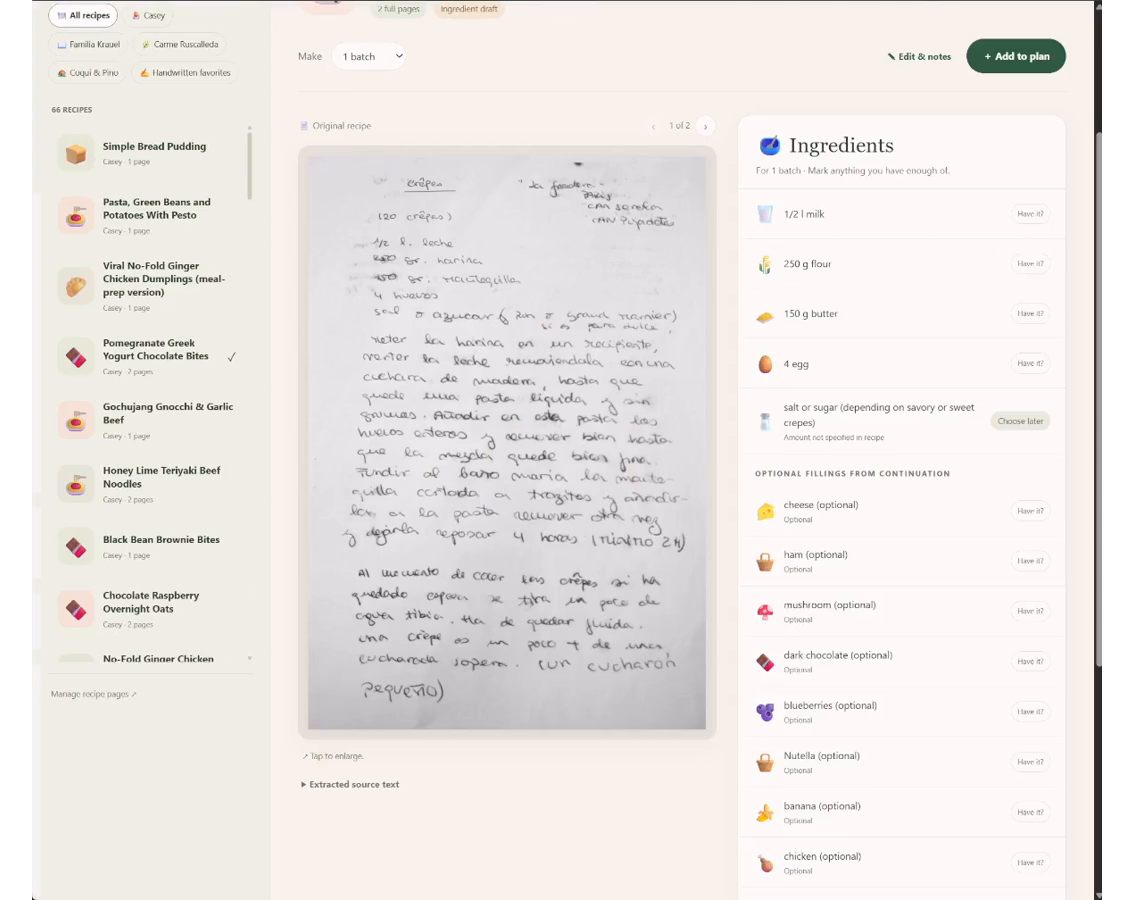 All recipes
Casey
Familia Krauel
Carme Ruscalleda
Coqui & Pino
Handwritten favorites
66 RECIPES
Simple Bread Pudding
Casey · 1 page
Pasta, Green Beans and
Potatoes With Pesto
Casey · 1 page
Viral No-Fold Ginger
Chicken Dumplings (meal-
prep version)
Casey · 1 page
Pomegranate Greek
Yogurt Chocolate Bites
Casey · 2 pages
Gochujang Gnocchi & Garlic
Beef
Casey · 1 page
Honey Lime Teriyaki Beef
Noodles
Casey · 2 pages
Black Bean Brownie Bites
Casey · 1 page
Chocolate Raspberry
Overnight Oats
Casey · 2 pages
No-Fold Ginger Chicken
Manage recipe pages ↗
2 full pages
Ingredient draft
Make
1 batch
Edit & notes
+ Add to plan
Original recipe
‹ 1 of 2 ›
crêpes
(20 crêpes)
1/2 l. leche
gr. harina
gr. mantequilla
4 huevos
sal o azucar ( ron o grand marnier)
si es para dulce,
meter la harina en un recipiente,
verter la leche removiendola con una
cuchara de madera, hasta que
quede una pasta liquida y sin
grumos. Añadir en esta pasta los
huevos enteros y remover bien hasta
que la mezcla quede bien fina.
Fundir al baño maria la mante-
quilla cortada a trozitos y añadir-
la a la pasta remover otra vez
y dejarla reposar 4 horas (minimo 2H)
Al momento de cocer las crêpes si ha
quedado espesa se tira un poco de
agua tibia. Ha de quedar fluida.
una crêpe es un poco + de una
cucharada sopera. (un cucharon
pequeño)
↗ Tap to enlarge.
▶ Extracted source text
Ingredients
For 1 batch · Mark anything you have enough of.
1/2 l milk
Have it?
250 g flour
Have it?
150 g butter
Have it?
4 egg
Have it?
salt or sugar (depending on savory or sweet
crepes)
Amount not specified in recipe
Choose later
OPTIONAL FILLINGS FROM CONTINUATION
cheese (optional)
Optional
Have it?
ham (optional)
Optional
Have it?
mushroom (optional)
Optional
Have it?
dark chocolate (optional)
Optional
Have it?
blueberries (optional)
Optional
Have it?
Nutella (optional)
Optional
Have it?
banana (optional)
Optional
Have it?
chicken (optional)
Optional
Have it?